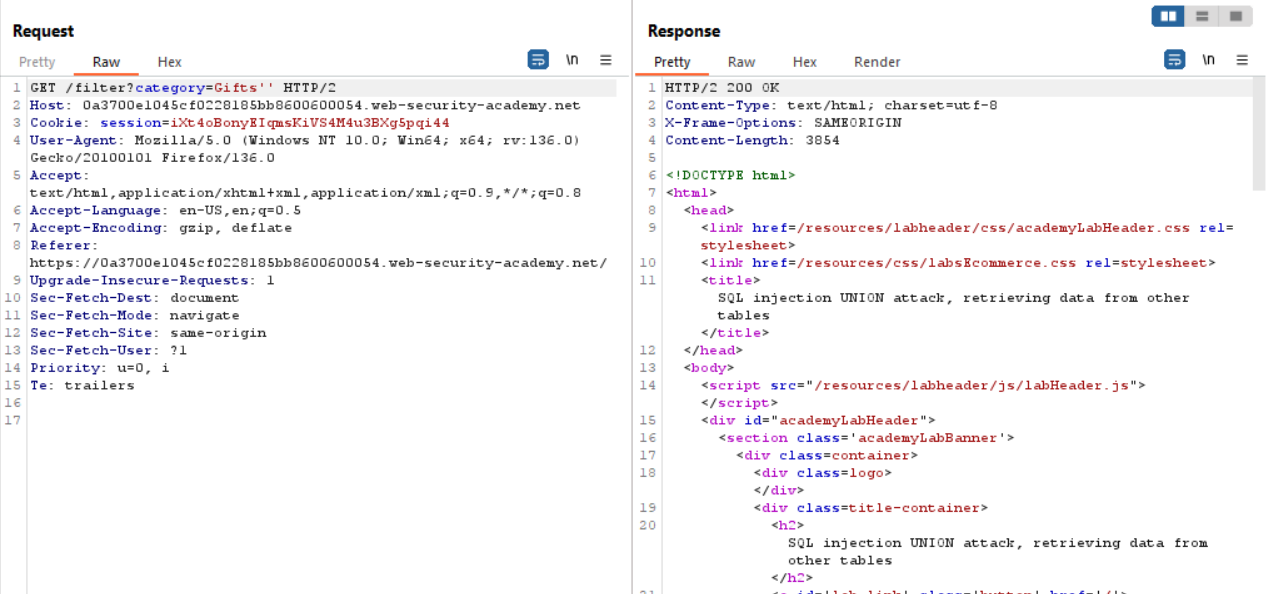 Request
Pretty Raw Hex \n
1 GET /filter?category=Gifts'' HTTP/2
2 Host: 0a3700e1045cf0228185bb8600600054.web-security-academy.net
3 Cookie: session=iXt4oBonyEIqmsKiVS4M4u3BXg5pqi44
4 User-Agent: Mozilla/5.0 (Windows NT 10.0; Win64; x64; rv:136.0)
Gecko/20100101 Firefox/136.0
5 Accept:
text/html,application/xhtml+xml,application/xml;q=0.9,*/*;q=0.8
6 Accept-Language: en-US,en;q=0.5
7 Accept-Encoding: gzip, deflate
8 Referer:
https://0a3700e1045cf0228185bb8600600054.web-security-academy.net/
9 Upgrade-Insecure-Requests: 1
10 Sec-Fetch-Dest: document
11 Sec-Fetch-Mode: navigate
12 Sec-Fetch-Site: same-origin
13 Sec-Fetch-User: ?1
14 Priority: u=0, i
15 Te: trailers
16
17
Response
Pretty Raw Hex Render \n
1 HTTP/2 200 OK
2 Content-Type: text/html; charset=utf-8
3 X-Frame-Options: SAMEORIGIN
4 Content-Length: 3854
5
6 <!DOCTYPE html>
7 <html>
8 <head>
9 <link href=/resources/labheader/css/academyLabHeader.css rel=
stylesheet>
10 <link href=/resources/css/labsEcommerce.css rel=stylesheet>
11 <title>
SQL injection UNION attack, retrieving data from other
tables
</title>
12 </head>
13 <body>
14 <script src="/resources/labheader/js/labHeader.js">
</script>
15 <div id="academyLabHeader">
16 <section class='academyLabBanner'>
17 <div class=container>
18 <div class=logo>
</div>
19 <div class=title-container>
20 <h2>
SQL injection UNION attack, retrieving data from
other tables
</h2>